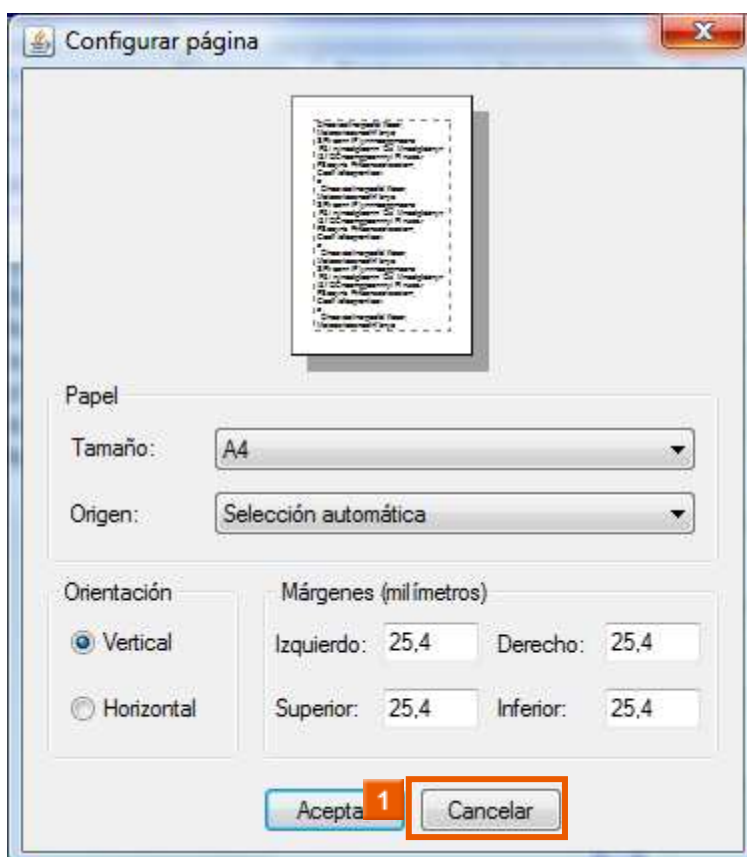 Configurar página
Papel
Tamaño: A4
Origen: Selección automática
Orientación
Vertical
Horizontal
Márgenes (milímetros)
Izquierdo: 25,4 Derecho: 25,4
Superior: 25,4 Inferior: 25,4
Acepta 1 Cancelar